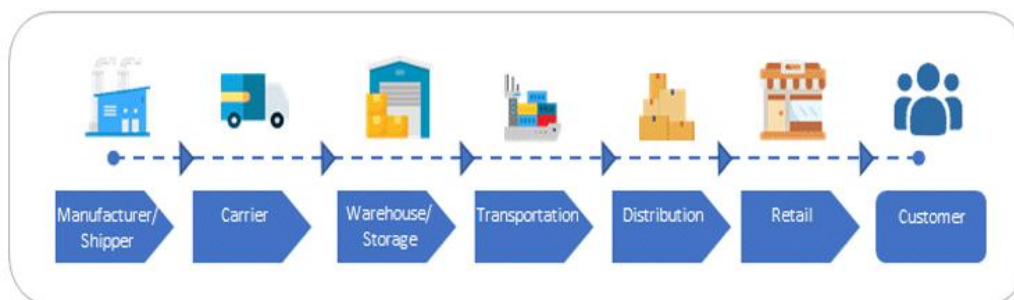 Manufacturer/
Shipper
Carrier
Warehouse/
Storage
Transportation
Distribution
Retail
Customer